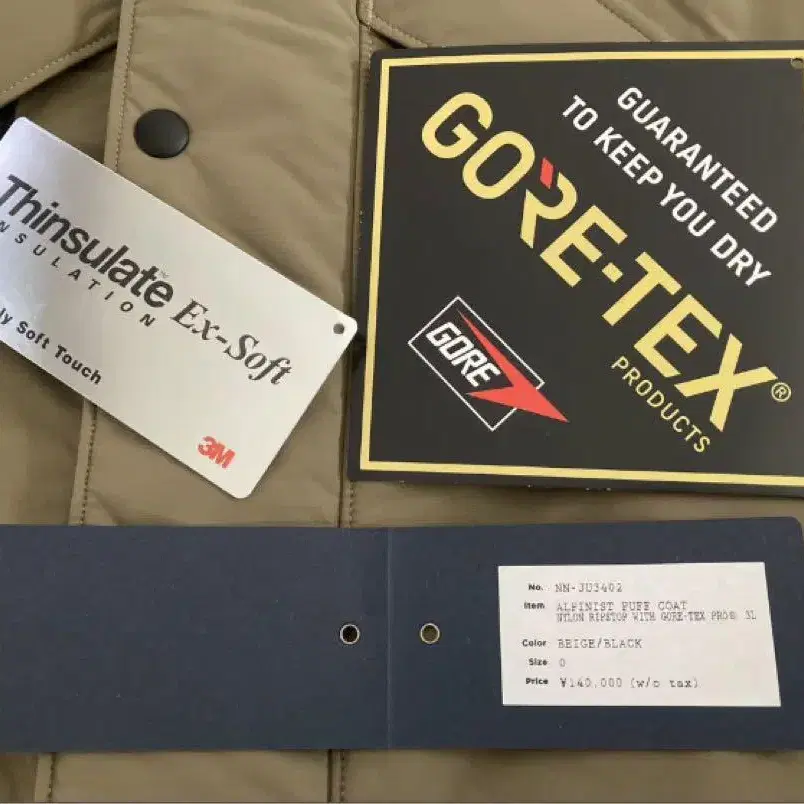 Thinsulate™
INSULATION
Ex-Soft
ly Soft Touch
3M
GUARANTEED
TO KEEP YOU DRY
GORE-TEX®
PRODUCTS
GORE
No. NN-JU3402
Item ALPINIST PUFF COAT
NYLON RIPSTOP WITH GORE-TEX PRO® 3L
Color BEIGE/BLACK
Size 0
Price ¥140,000 (w/o tax)